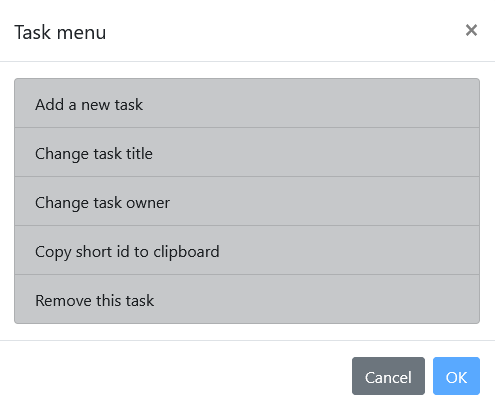 Task menu ×
Add a new task
Change task title
Change task owner
Copy short id to clipboard
Remove this task
Cancel OK